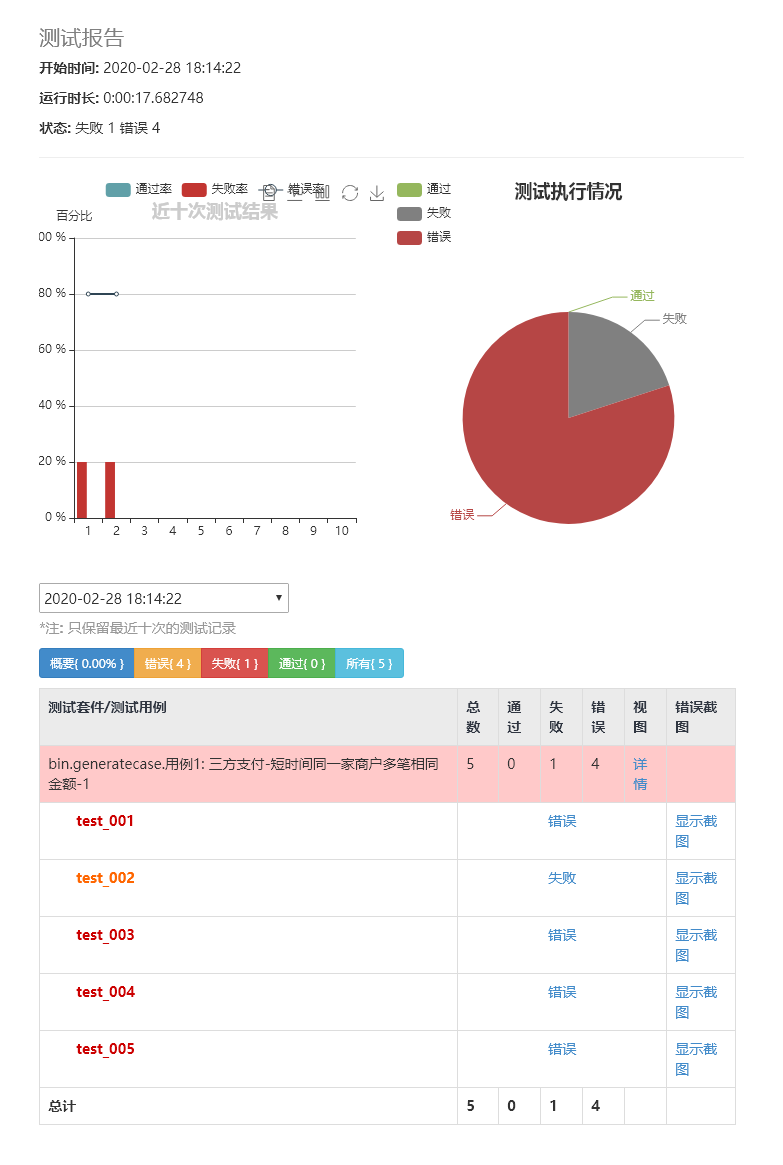 测试报告
开始时间: 2020-02-28 18:14:22
运行时长: 0:00:17.682748
状态: 失败 1 错误 4
通过率 失败率 错误率
近十次测试结果
百分比
00 %
80 %
60 %
40 %
20 %
0 %
1 2 3 4 5 6 7 8 9 10
通过
失败
错误
测试执行情况
通过
失败
错误
2020-02-28 18:14:22
*注: 只保留最近十次的测试记录
概要{ 0.00% } 错误{ 4 } 失败{ 1 } 通过{ 0 } 所有{ 5 }
测试套件/测试用例 总数 通过 失败 错误 视图 错误截图
bin.generatecase.用例1: 三方支付-短时间同一家商户多笔相同 5 0 1 4 详情
金额-1
test_001 错误 显示截图
test_002 失败 显示截图
test_003 错误 显示截图
test_004 错误 显示截图
test_005 错误 显示截图
总计 5 0 1 4